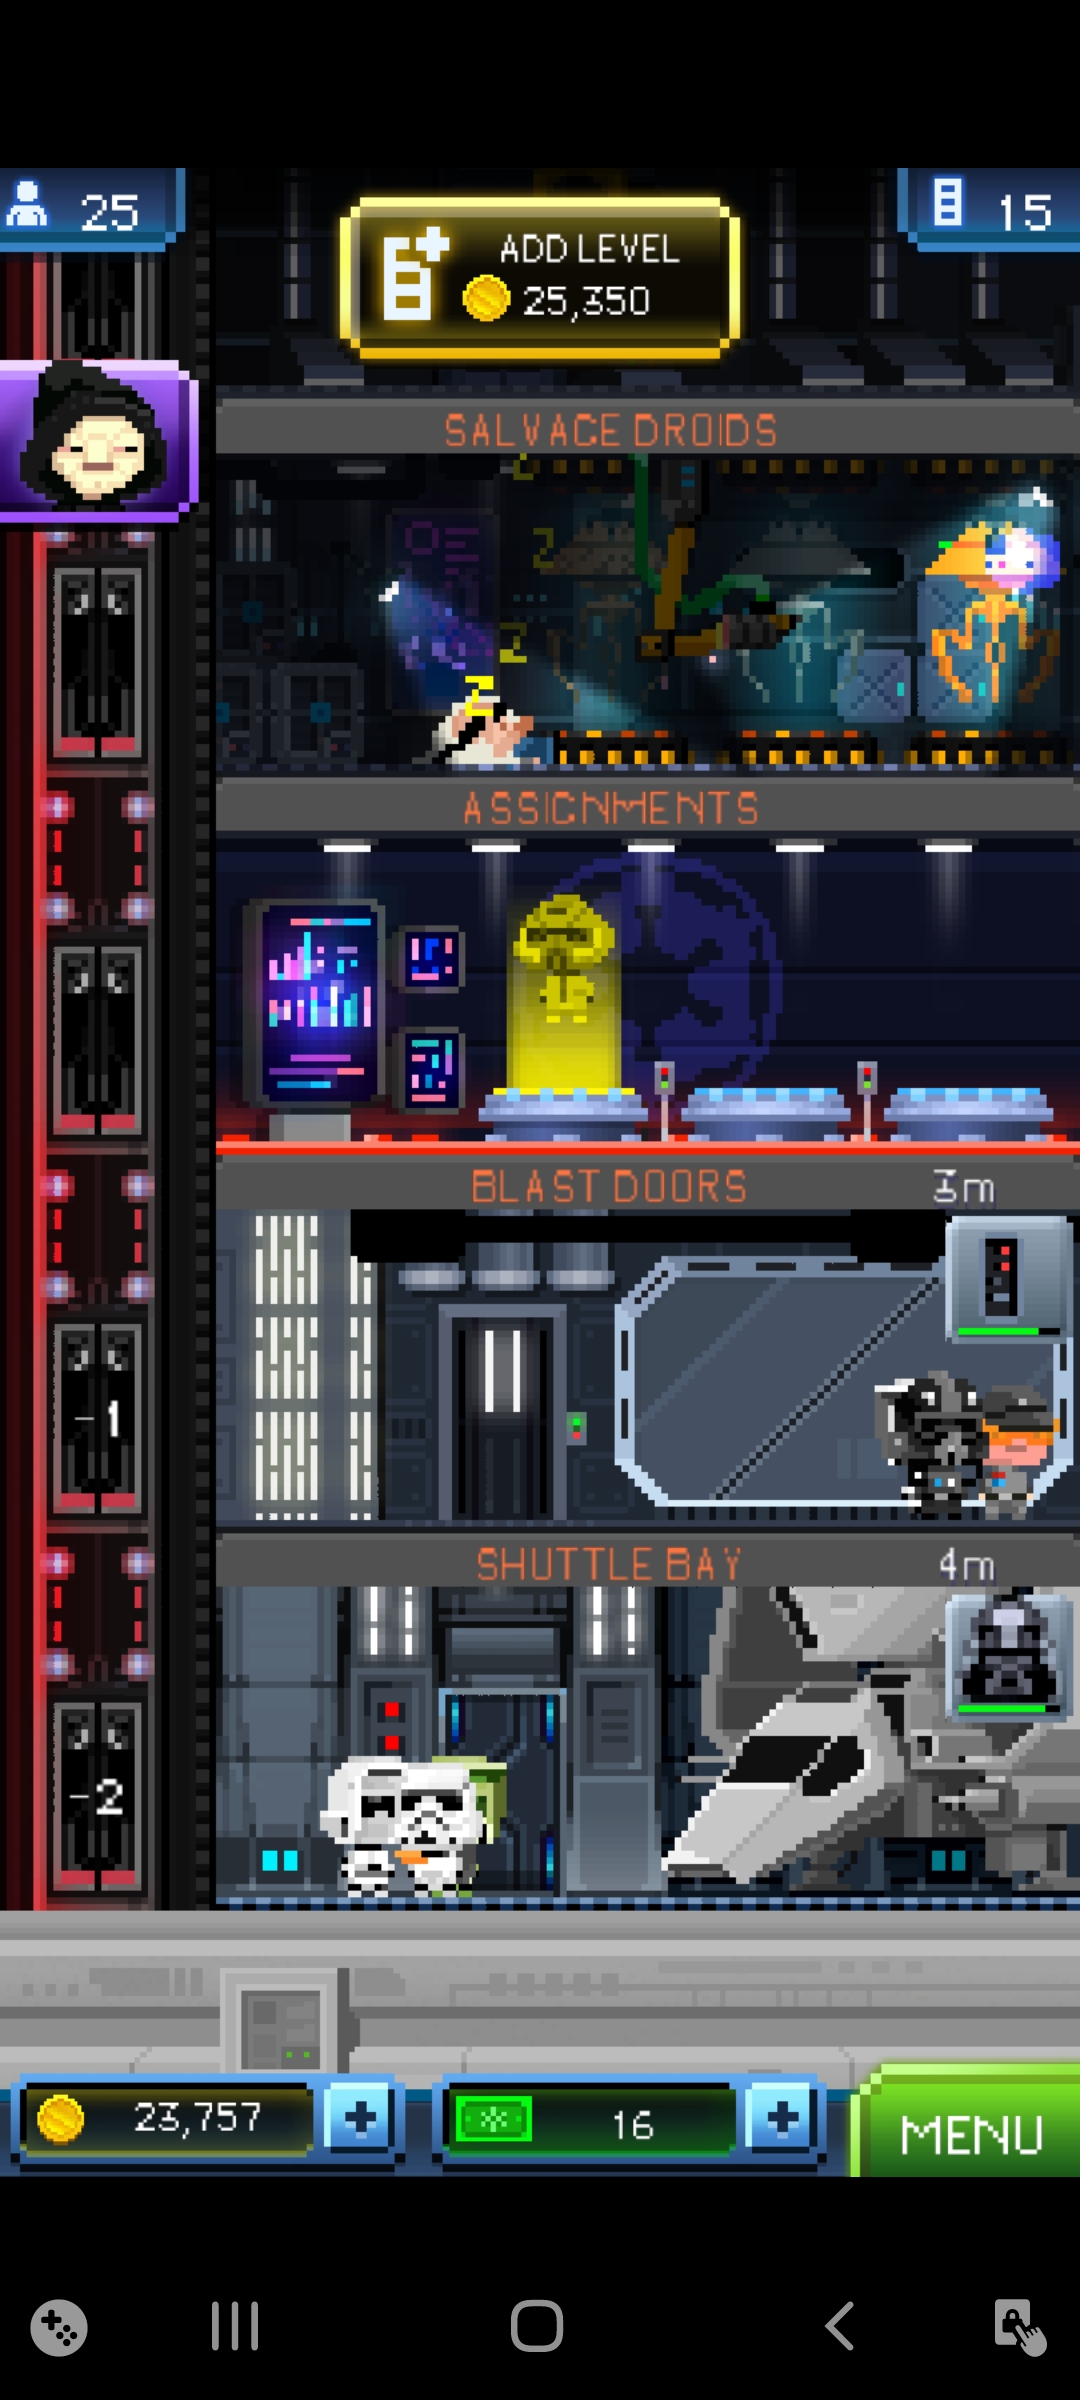 25
ADD LEVEL
25,350
15
SALVAGE DROIDS
Z
Z
Z
Z
ASSIGNMENTS
BLAST DOORS
3m
-1
SHUTTLE BAY
4m
-2
23,757
16
MENU